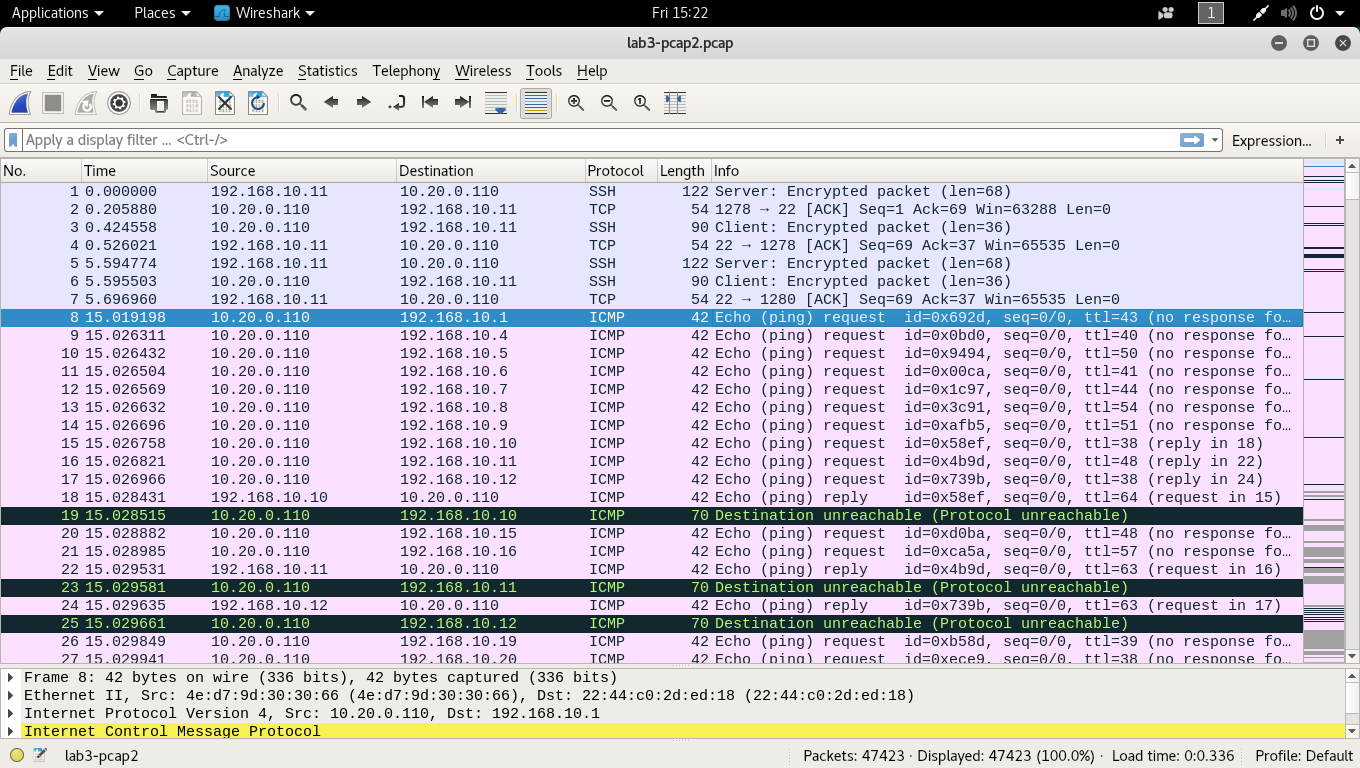 Applications Places Wireshark Fri 15:22 1
lab3-pcap2.pcap
File Edit View Go Capture Analyze Statistics Telephony Wireless Tools Help
Apply a display filter ... <Ctrl-/> Expression... +
No. Time Source Destination Protocol Length Info
1 0.000000 192.168.10.11 10.20.0.110 SSH 122 Server: Encrypted packet (len=68)
2 0.205880 10.20.0.110 192.168.10.11 TCP 54 1278 → 22 [ACK] Seq=1 Ack=69 Win=63288 Len=0
3 0.424558 10.20.0.110 192.168.10.11 SSH 90 Client: Encrypted packet (len=36)
4 0.526021 192.168.10.11 10.20.0.110 TCP 54 22 → 1278 [ACK] Seq=69 Ack=37 Win=65535 Len=0
5 5.594774 192.168.10.11 10.20.0.110 SSH 122 Server: Encrypted packet (len=68)
6 5.595503 10.20.0.110 192.168.10.11 SSH 90 Client: Encrypted packet (len=36)
7 5.696960 192.168.10.11 10.20.0.110 TCP 54 22 → 1280 [ACK] Seq=69 Ack=37 Win=65535 Len=0
8 15.019198 10.20.0.110 192.168.10.1 ICMP 42 Echo (ping) request id=0x692d, seq=0/0, ttl=43 (no response fo…
9 15.026311 10.20.0.110 192.168.10.4 ICMP 42 Echo (ping) request id=0x0bd0, seq=0/0, ttl=40 (no response fo…
10 15.026432 10.20.0.110 192.168.10.5 ICMP 42 Echo (ping) request id=0x9494, seq=0/0, ttl=50 (no response fo…
11 15.026504 10.20.0.110 192.168.10.6 ICMP 42 Echo (ping) request id=0x00ca, seq=0/0, ttl=41 (no response fo…
12 15.026569 10.20.0.110 192.168.10.7 ICMP 42 Echo (ping) request id=0x1c97, seq=0/0, ttl=44 (no response fo…
13 15.026632 10.20.0.110 192.168.10.8 ICMP 42 Echo (ping) request id=0x3c91, seq=0/0, ttl=54 (no response fo…
14 15.026696 10.20.0.110 192.168.10.9 ICMP 42 Echo (ping) request id=0xafb5, seq=0/0, ttl=51 (no response fo…
15 15.026758 10.20.0.110 192.168.10.10 ICMP 42 Echo (ping) request id=0x58ef, seq=0/0, ttl=38 (reply in 18)
16 15.026821 10.20.0.110 192.168.10.11 ICMP 42 Echo (ping) request id=0x4b9d, seq=0/0, ttl=48 (reply in 22)
17 15.026966 10.20.0.110 192.168.10.12 ICMP 42 Echo (ping) request id=0x739b, seq=0/0, ttl=38 (reply in 24)
18 15.028431 192.168.10.10 10.20.0.110 ICMP 42 Echo (ping) reply id=0x58ef, seq=0/0, ttl=64 (request in 15)
19 15.028515 10.20.0.110 192.168.10.10 ICMP 70 Destination unreachable (Protocol unreachable)
20 15.028882 10.20.0.110 192.168.10.15 ICMP 42 Echo (ping) request id=0xd0ba, seq=0/0, ttl=48 (no response fo…
21 15.028985 10.20.0.110 192.168.10.16 ICMP 42 Echo (ping) request id=0xca5a, seq=0/0, ttl=57 (no response fo…
22 15.029531 192.168.10.11 10.20.0.110 ICMP 42 Echo (ping) reply id=0x4b9d, seq=0/0, ttl=63 (request in 16)
23 15.029581 10.20.0.110 192.168.10.11 ICMP 70 Destination unreachable (Protocol unreachable)
24 15.029635 192.168.10.12 10.20.0.110 ICMP 42 Echo (ping) reply id=0x739b, seq=0/0, ttl=63 (request in 17)
25 15.029661 10.20.0.110 192.168.10.12 ICMP 70 Destination unreachable (Protocol unreachable)
26 15.029849 10.20.0.110 192.168.10.19 ICMP 42 Echo (ping) request id=0xb58d, seq=0/0, ttl=39 (no response fo…
27 15.029941 10.20.0.110 192.168.10.20 ICMP 42 Echo (ping) request id=0xece9, seq=0/0, ttl=38 (no response fo…
Frame 8: 42 bytes on wire (336 bits), 42 bytes captured (336 bits)
Ethernet II, Src: 4e:d7:9d:30:30:66 (4e:d7:9d:30:30:66), Dst: 22:44:c0:2d:ed:18 (22:44:c0:2d:ed:18)
Internet Protocol Version 4, Src: 10.20.0.110, Dst: 192.168.10.1
Internet Control Message Protocol
lab3-pcap2 Packets: 47423 · Displayed: 47423 (100.0%) · Load time: 0:0.336 Profile: Default